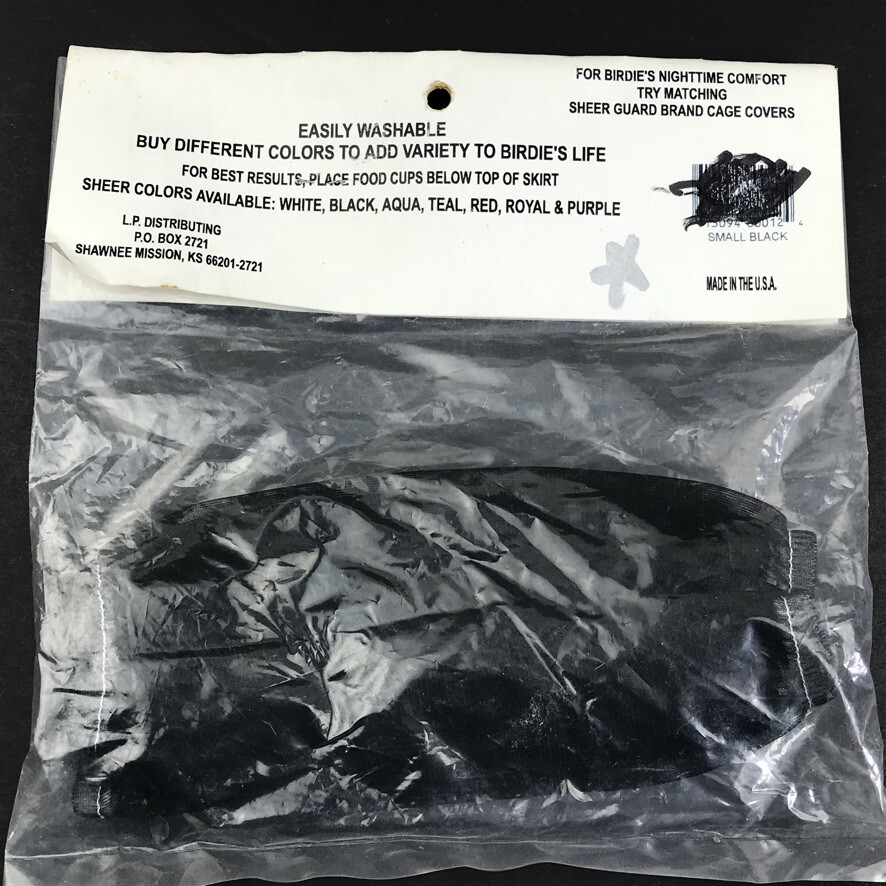 FOR BIRDIE'S NIGHTTIME COMFORT
TRY MATCHING
SHEER GUARD BRAND CAGE COVERS
EASILY WASHABLE
BUY DIFFERENT COLORS TO ADD VARIETY TO BIRDIE'S LIFE
FOR BEST RESULTS, PLACE FOOD CUPS BELOW TOP OF SKIRT
SHEER COLORS AVAILABLE: WHITE, BLACK, AQUA, TEAL, RED, ROYAL & PURPLE
L.P. DISTRIBUTING
P.O. BOX 2721
SHAWNEE MISSION, KS 66201-2721
4
SMALL BLACK
MADE IN THE U.S.A.